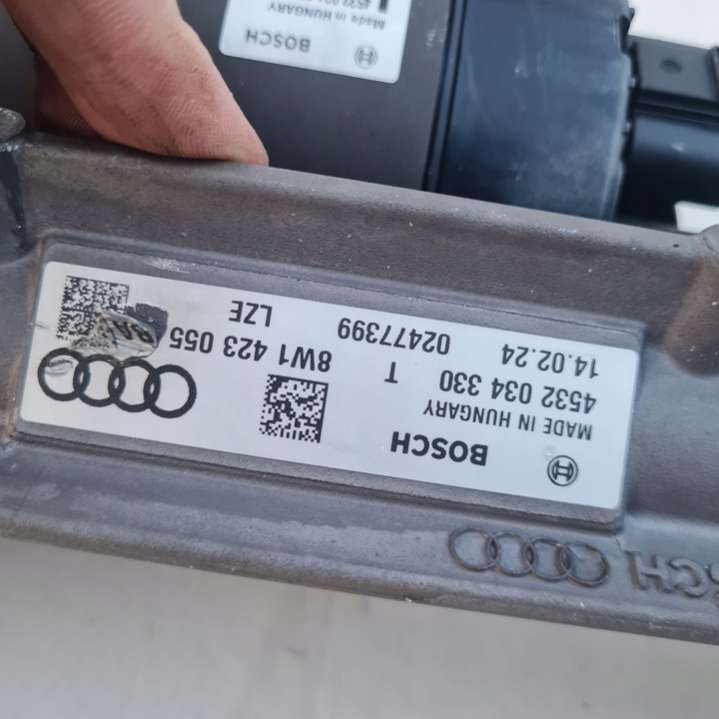 BOSCH
MADE IN HUNGARY
4532 034 330
14.02.24
T
02477399
8W1 423 055
LZE
BOSCH
Made in HUNGARY